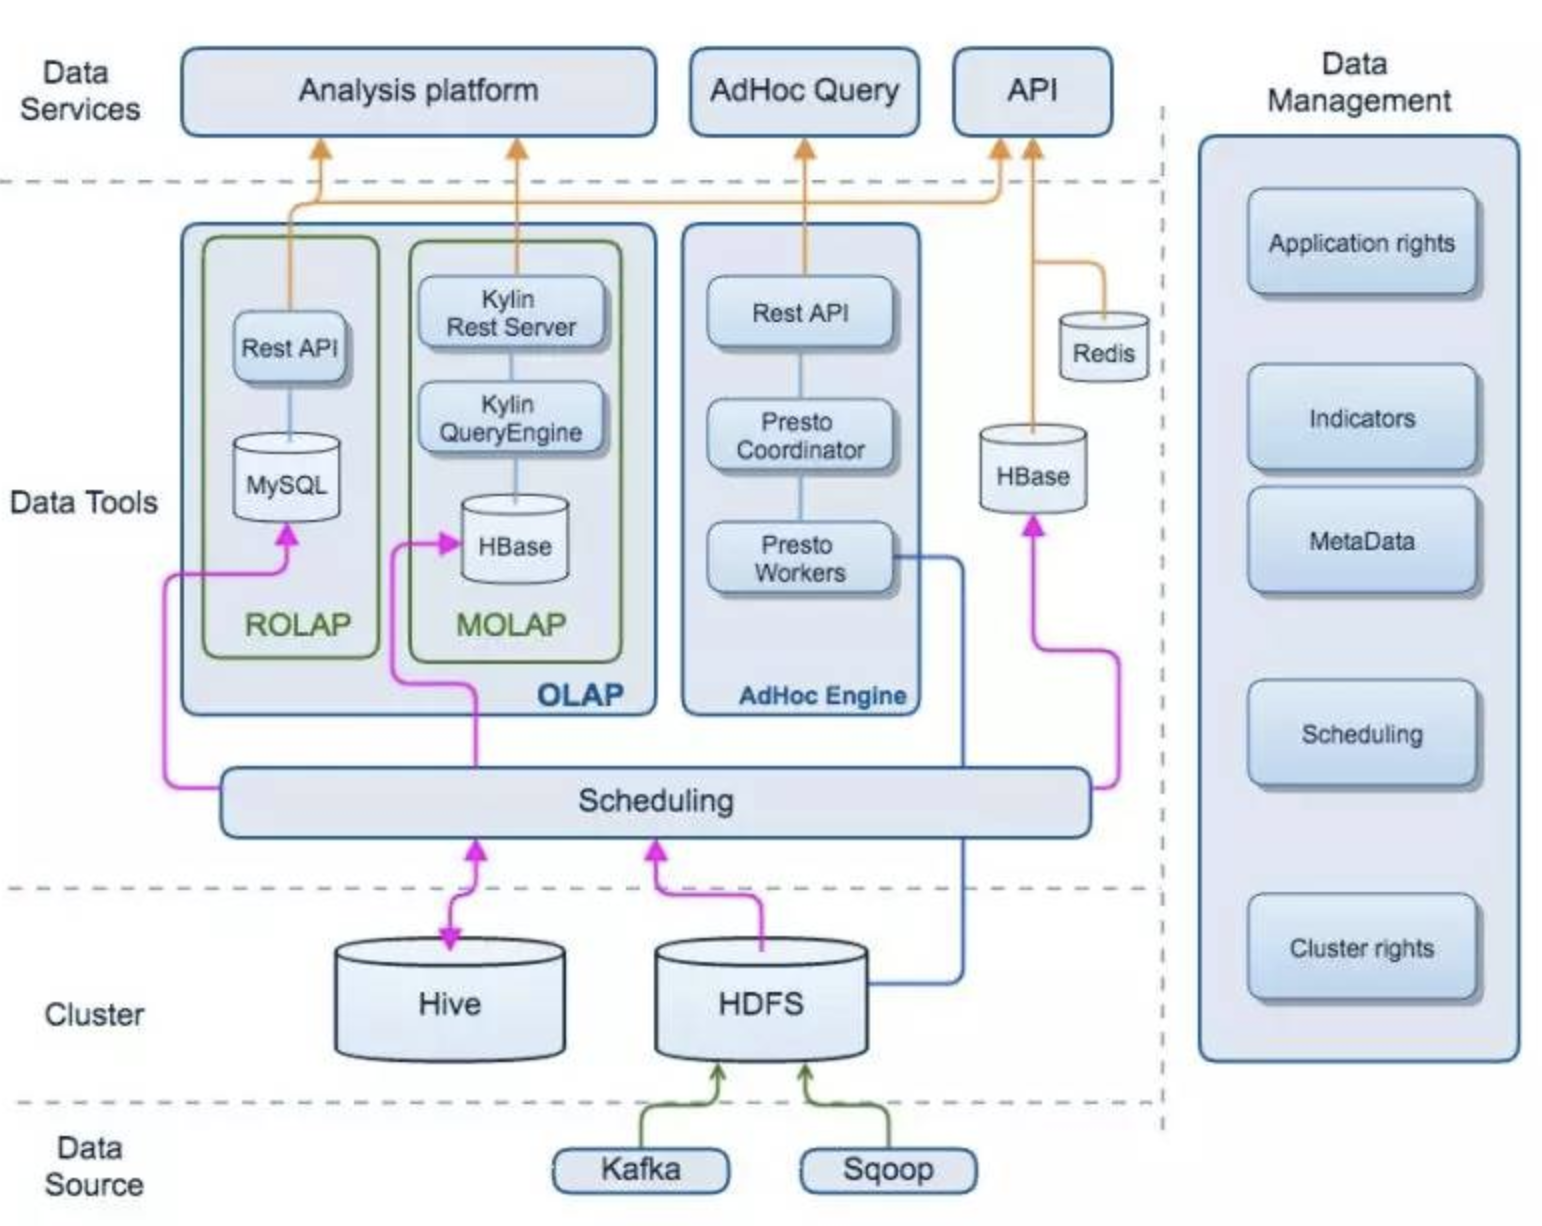 Data
Services
Analysis platform
AdHoc Query
API
Data
Management
Rest API
MySQL
ROLAP
Kylin
Rest Server
Kylin
QueryEngine
HBase
MOLAP
OLAP
Rest API
Presto
Coordinator
Presto
Workers
AdHoc Engine
Redis
HBase
Data Tools
Scheduling
Application rights
Indicators
MetaData
Scheduling
Cluster rights
Cluster
Hive
HDFS
Data
Source
Kafka
Sqoop